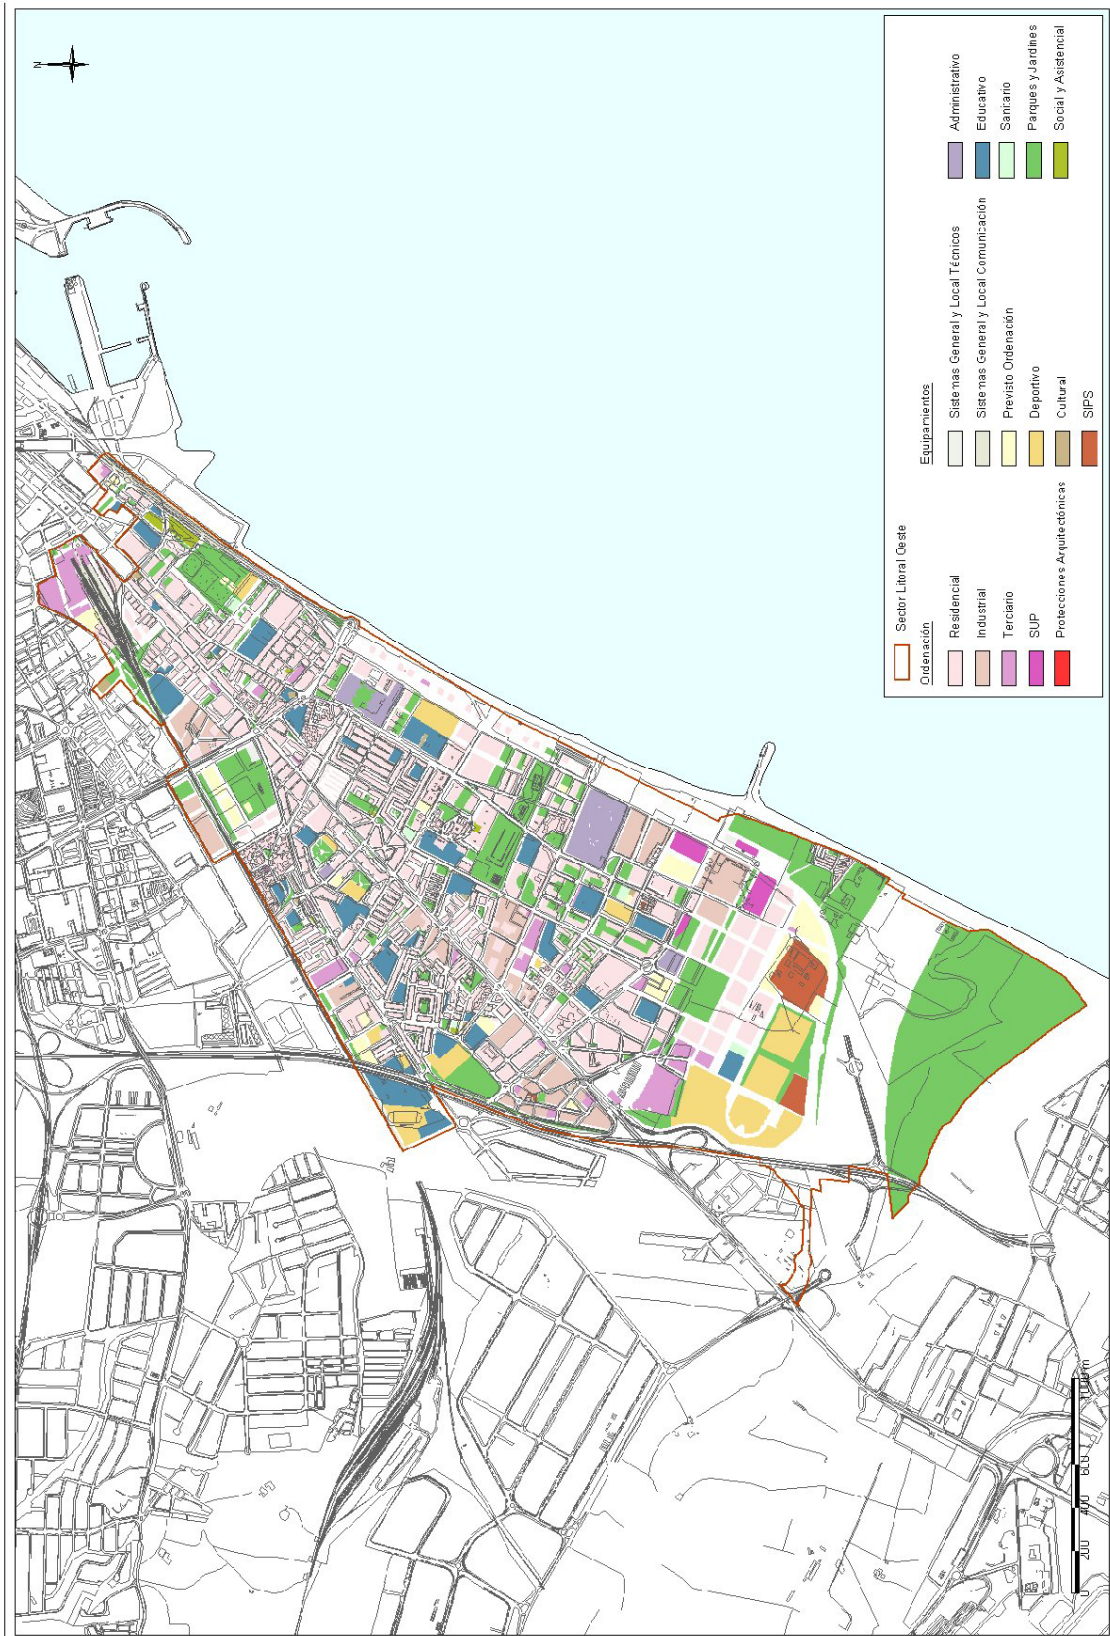 N
Sector Litoral Oeste
Ordenación
Residencial
Industrial
Terciario
SUP
Protecciones Arquitectónicas
Equipamientos
Sistemas General y Local Técnicos
Sistemas General y Local Comunicación
Previsto Ordenación
Deportivo
Cultural
SIPS
Administrativo
Educativo
Sanitario
Parques y Jardines
Social y Asistencial
0 200 400 600